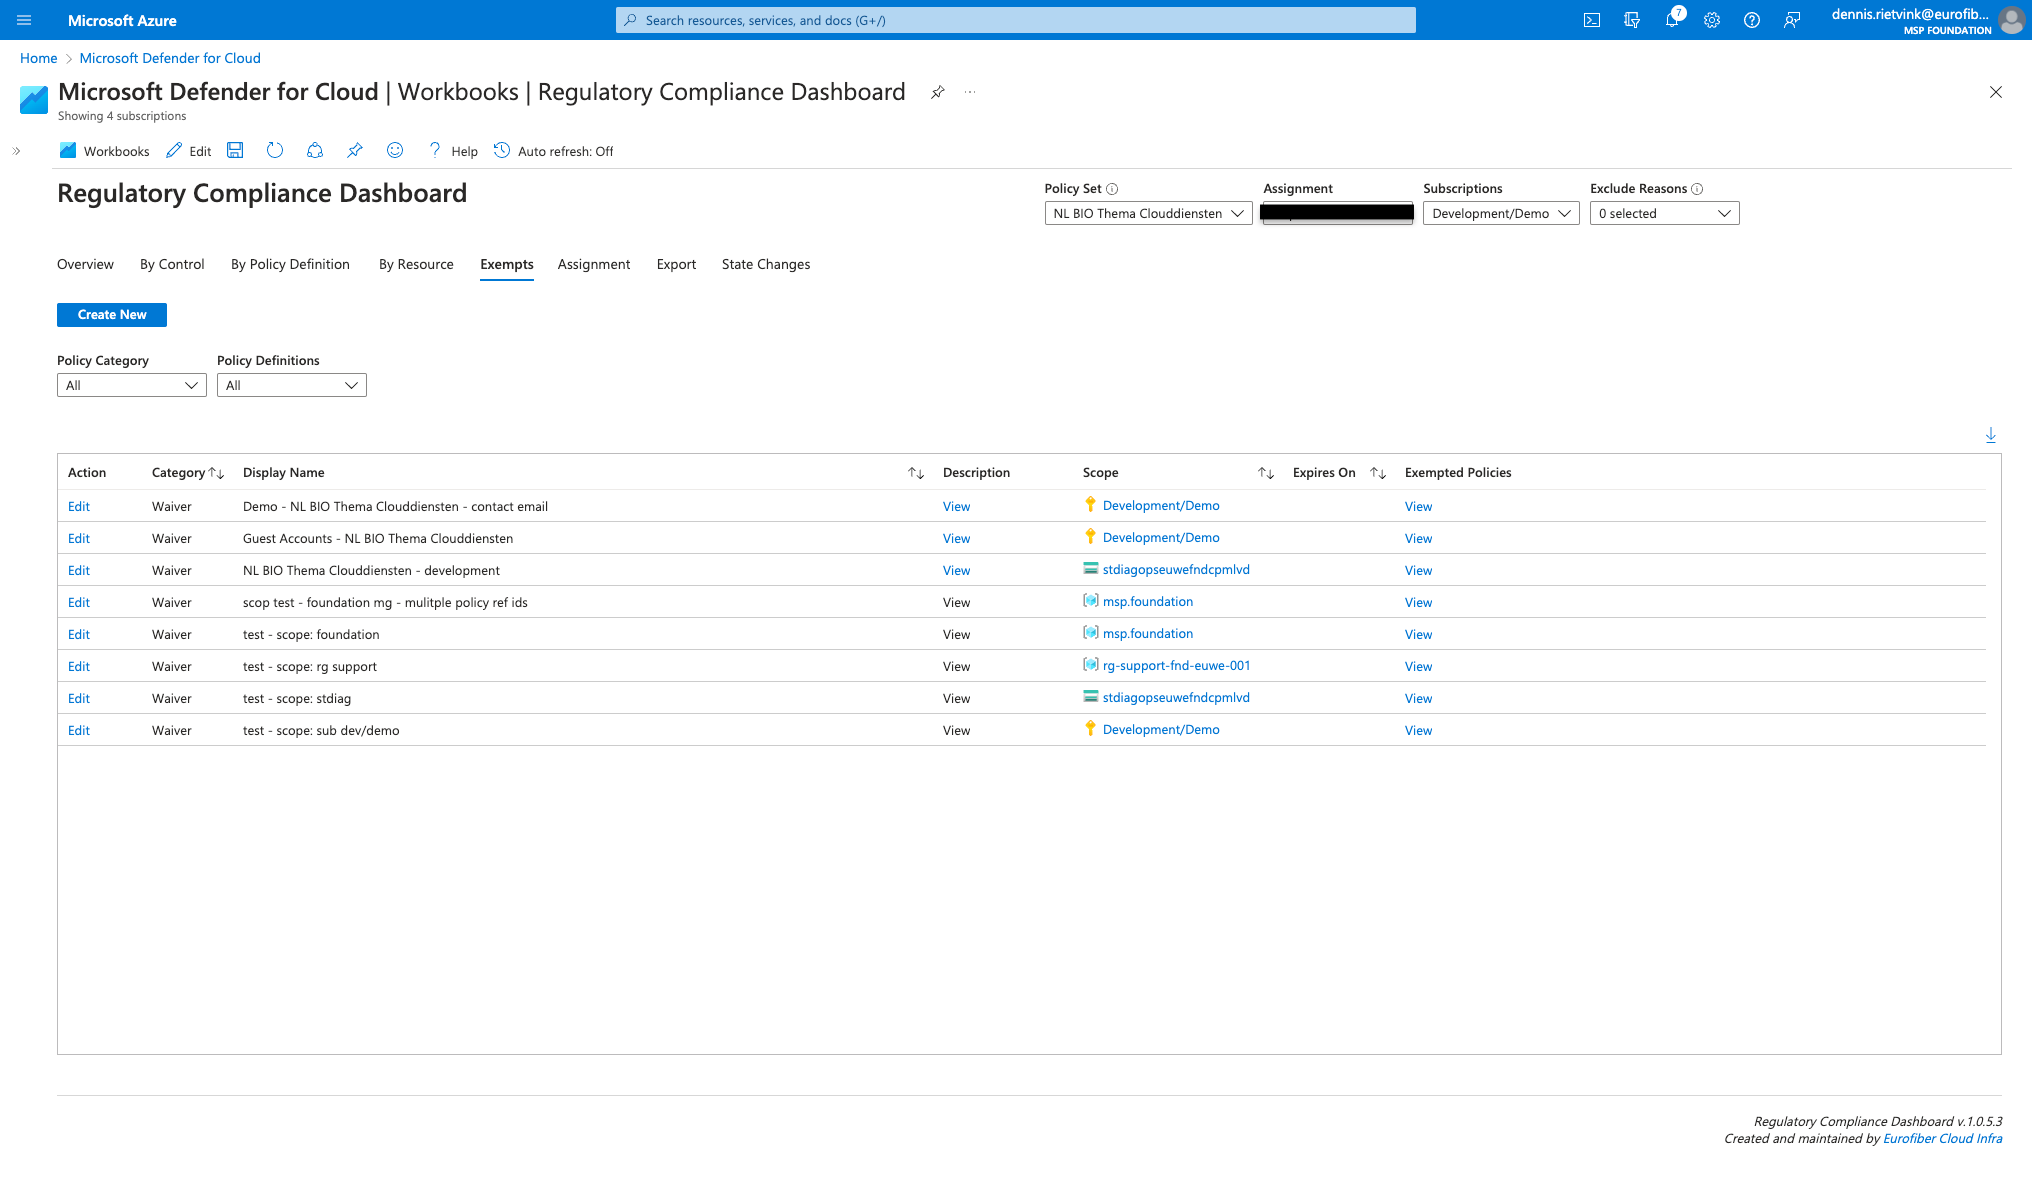 Microsoft Azure
Search resources, services, and docs (G+/)
7
dennis.rietvink@eurofib...
MSP FOUNDATION
Home > Microsoft Defender for Cloud
Microsoft Defender for Cloud | Workbooks | Regulatory Compliance Dashboard ...
Showing 4 subscriptions
Workbooks Edit Help Auto refresh: Off
Regulatory Compliance Dashboard
Policy Set Assignment Subscriptions Exclude Reasons
NL BIO Thema Clouddiensten Development/Demo 0 selected
Overview By Control By Policy Definition By Resource Exempts Assignment Export State Changes
Create New
Policy Category Policy Definitions
All All
Action Category Display Name Description Scope Expires On Exempted Policies
Edit Waiver Demo - NL BIO Thema Clouddiensten - contact email View Development/Demo View
Edit Waiver Guest Accounts - NL BIO Thema Clouddiensten View Development/Demo View
Edit Waiver NL BIO Thema Clouddiensten - development View stdiagopseuwefndcpmlvd View
Edit Waiver scop test - foundation mg - mulitple policy ref ids View msp.foundation View
Edit Waiver test - scope: foundation View msp.foundation View
Edit Waiver test - scope: rg support View rg-support-fnd-euwe-001 View
Edit Waiver test - scope: stdiag View stdiagopseuwefndcpmlvd View
Edit Waiver test - scope: sub dev/demo View Development/Demo View
Regulatory Compliance Dashboard v.1.0.5.3
Created and maintained by Eurofiber Cloud Infra